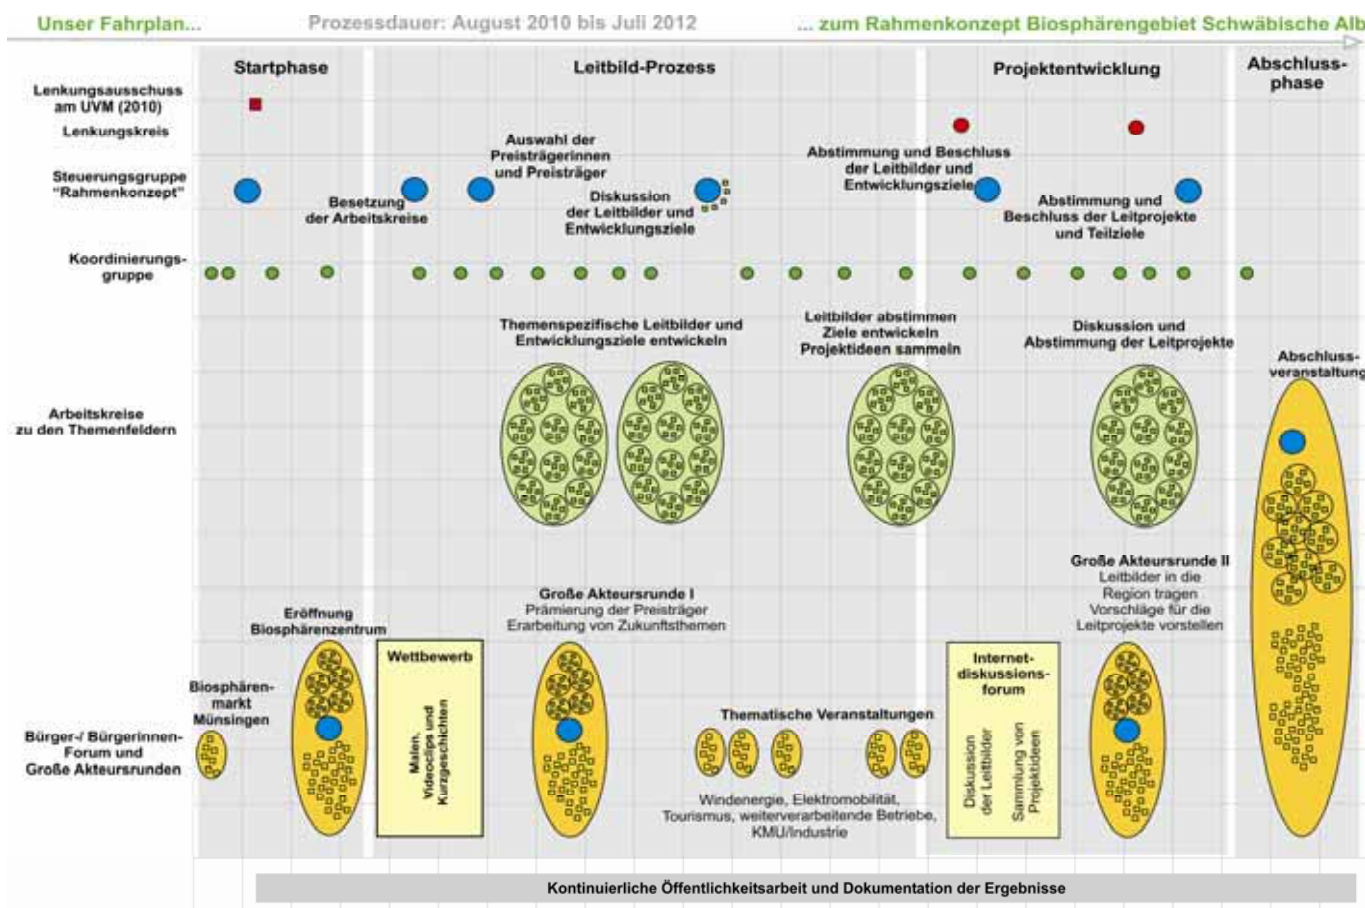 Unser Fahrplan...
Prozessdauer: August 2010 bis Juli 2012
... zum Rahmenkonzept Biosphärengebiet Schwäbische Alb
Startphase
Leitbild-Prozess
Projektentwicklung
Abschluss-
phase
Lenkungsausschuss
am UVM (2010)
Lenkungskreis
Steuerungsgruppe
"Rahmenkonzept"
Besetzung
der Arbeitskreise
Auswahl der
Preisträgerinnen
und Preisträger
Diskussion
der Leitbilder und
Entwicklungsziele
Abstimmung und Beschluss
der Leitbilder und
Entwicklungsziele
Abstimmung und
Beschluss der Leitprojekte
und Teilziele
Koordinierungs-
gruppe
Themenspezifische Leitbilder und
Entwicklungsziele entwickeln
Leitbilder abstimmen
Ziele entwickeln
Projektideen sammeln
Diskussion und
Abstimmung der Leitprojekte
Abschluss-
veranstaltung
Arbeitskreise
zu den Themenfeldern
Große Akteursrunde II
Leitbilder in die
Region tragen
Vorschläge für die
Leitprojekte vorstellen
Große Akteursrunde I
Prämierung der Preisträger
Erarbeitung von Zukunftsthemen
Eröffnung
Biosphärenzentrum
Wettbewerb
Malen,
Videoclips und
Kurzgeschichten
Internet-
diskussions-
forum
Diskussion
der Leitbilder
Sammlung von
Projektideen
Biosphären-
markt
Münsingen
Thematische Veranstaltungen
Bürger-/ Bürgerinnen-
Forum und
Große Akteursrunden
Windenergie, Elektromobilität,
Tourismus, weiterverarbeitende Betriebe,
KMU/Industrie
Kontinuierliche Öffentlichkeitsarbeit und Dokumentation der Ergebnisse